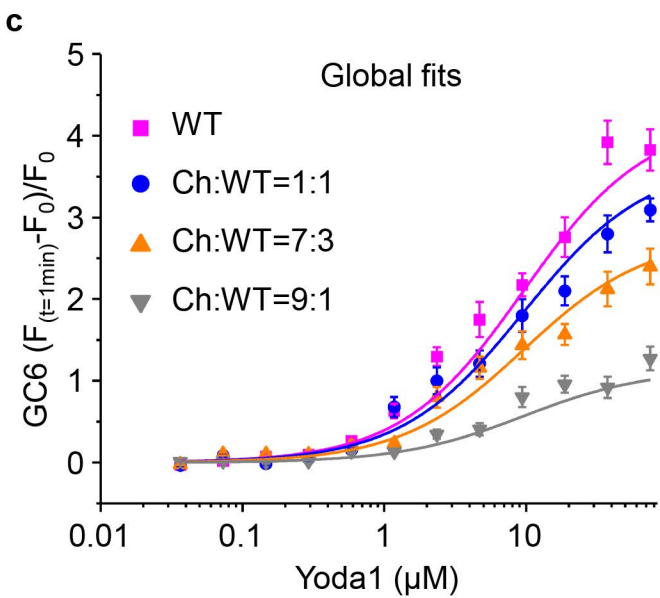 c
Global fits
WT
Ch:WT=1:1
Ch:WT=7:3
Ch:WT=9:1
GC6 (F(t=1min)-F0)/F0
5
4
3
2
1
0
0.01 0.1 1 10
Yoda1 (µM)